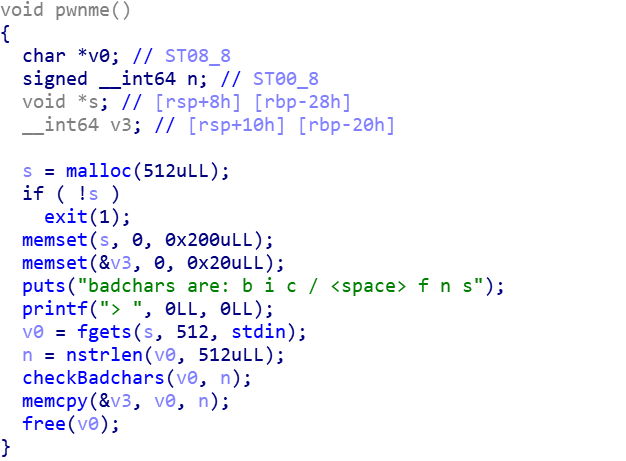 void pwnme()
{
char *v0; // ST08_8
signed __int64 n; // ST00_8
void *s; // [rsp+8h] [rbp-28h]
__int64 v3; // [rsp+10h] [rbp-20h]
s = malloc(512uLL);
if ( !s )
exit(1);
memset(s, 0, 0x200uLL);
memset(&v3, 0, 0x20uLL);
puts("badchars are: b i c / <space> f n s");
printf("> ", 0LL, 0LL);
v0 = fgets(s, 512, stdin);
n = nstrlen(v0, 512uLL);
checkBadchars(v0, n);
memcpy(&v3, v0, n);
free(v0);
}